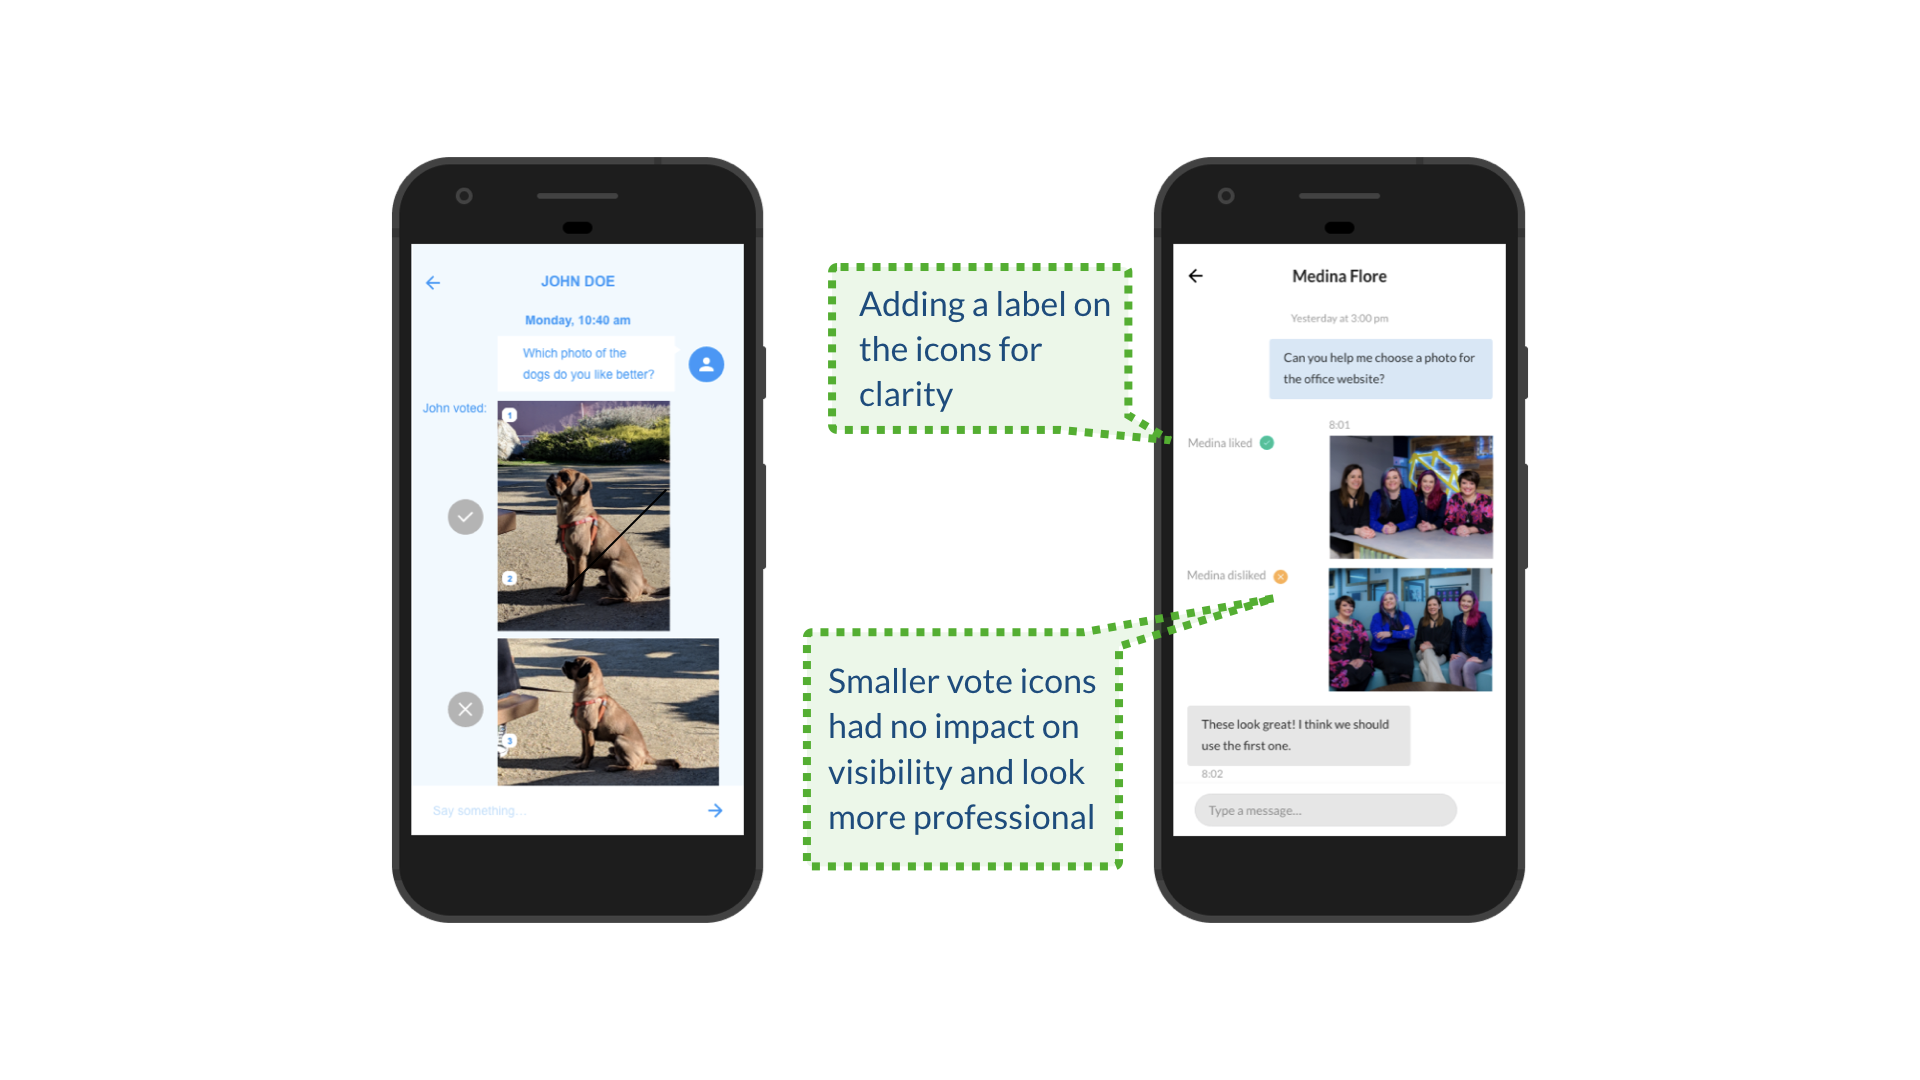 JOHN DOE
Monday, 10:40 am
Which photo of the
dogs do you like better?
John voted:
1
2
3
Say something...
Adding a label on
the icons for
clarity
Smaller vote icons
had no impact on
visibility and look
more professional
Medina Flore
Yesterday at 3:00 pm
Can you help me choose a photo for
the office website?
8:01
Medina liked
Medina disliked
These look great! I think we should
use the first one.
8:02
Type a message...